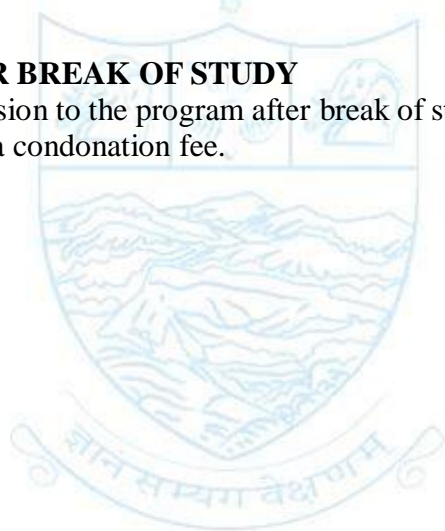 R BREAK OF STUDY
sion to the program after break of st
a condonation fee.
ज्ञान सम्यग वेक्षणम